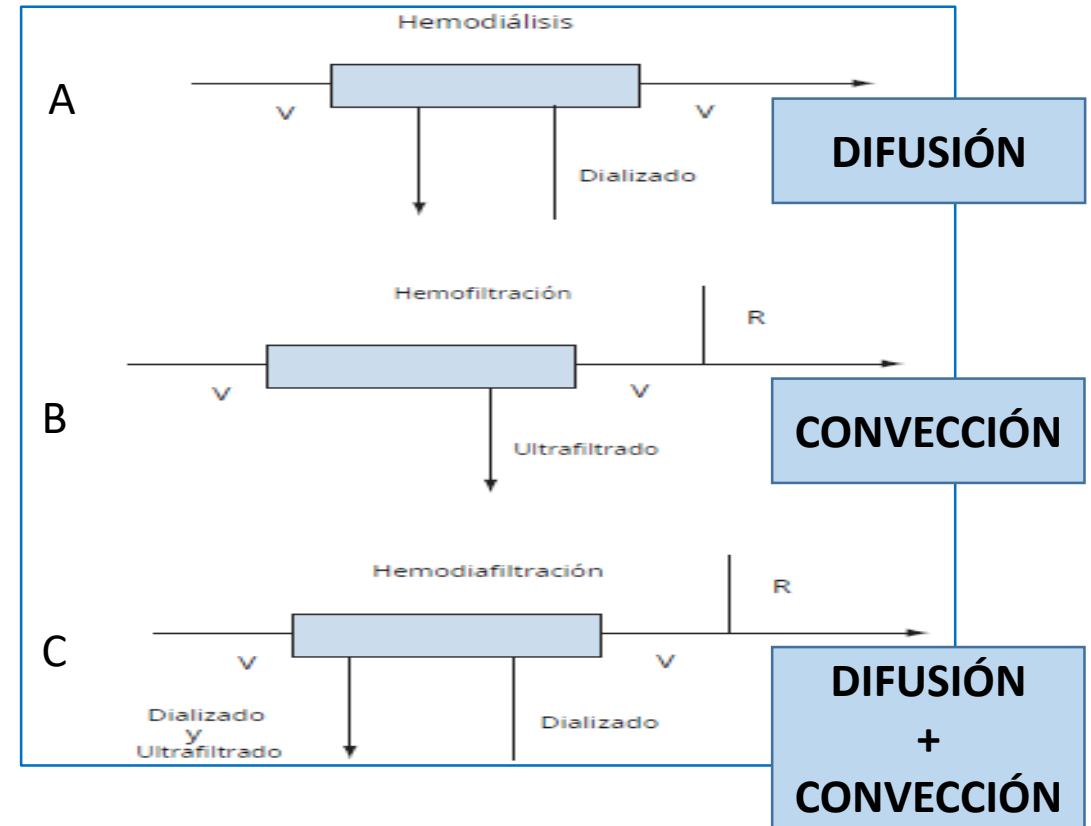 Hemodiálisis
A
V
V
DIFUSIÓN
Dializado
Hemofiltración
R
V
V
B
CONVECCIÓN
Ultrafiltrado
Hemodiafiltración
R
C
V
V
DIFUSIÓN
+
CONVECCIÓN
Dializado
y
Ultrafiltrado
Dializado